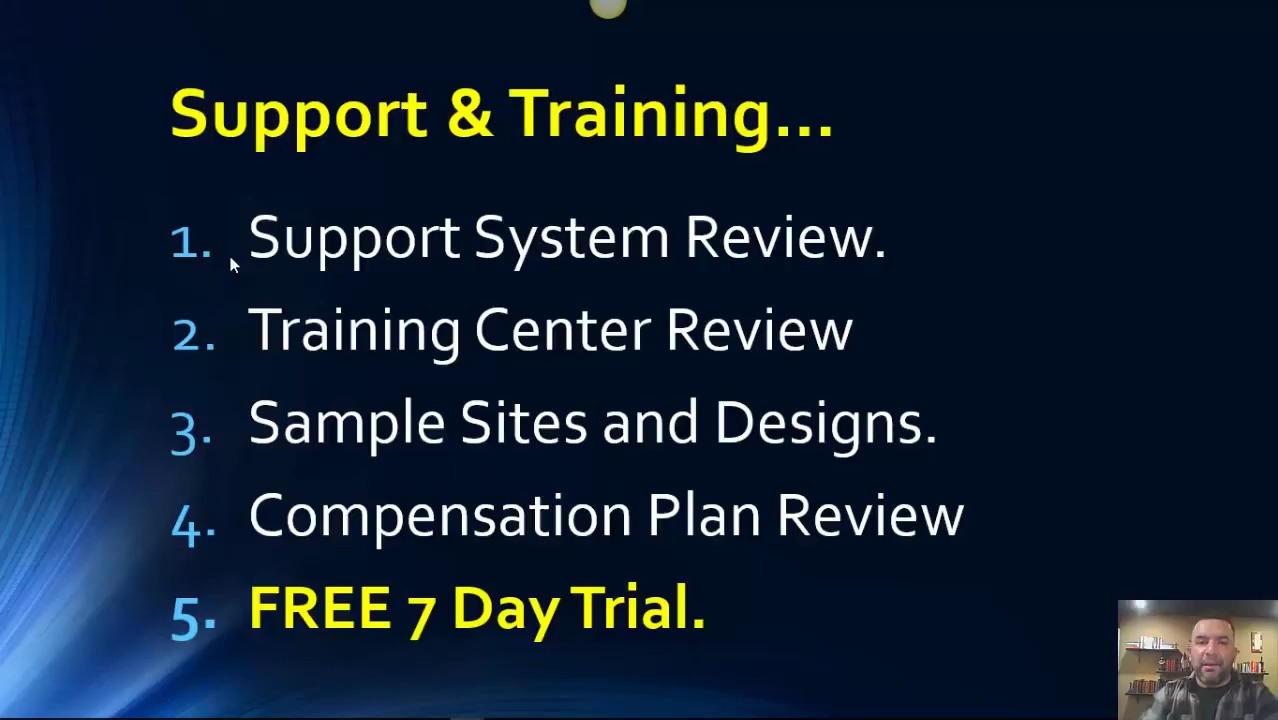 Support & Training...
1. Support System Review.
2. Training Center Review
3. Sample Sites and Designs.
4. Compensation Plan Review
5. FREE 7 Day Trial.